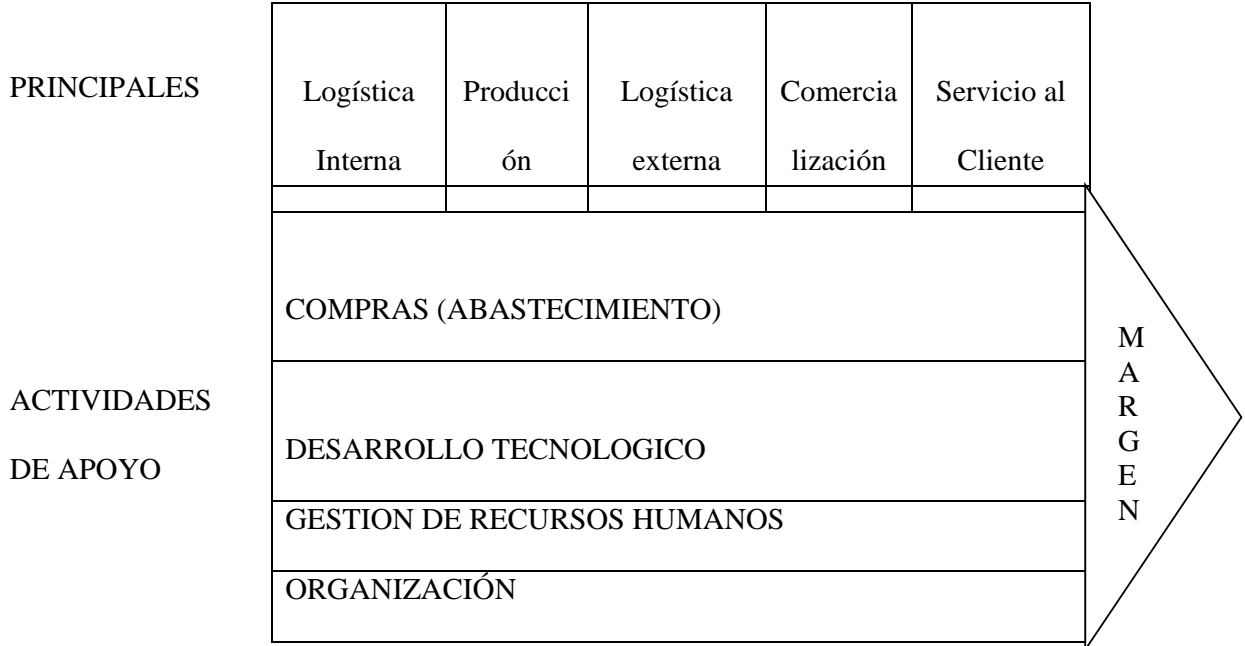 PRINCIPALES
Logística
Interna
Producci
ón
Logística
externa
Comercia
lización
Servicio al
Cliente
COMPRAS (ABASTECIMIENTO)
ACTIVIDADES
DE APOYO
DESARROLLO TECNOLOGICO
GESTION DE RECURSOS HUMANOS
ORGANIZACIÓN
M
A
R
G
E
N